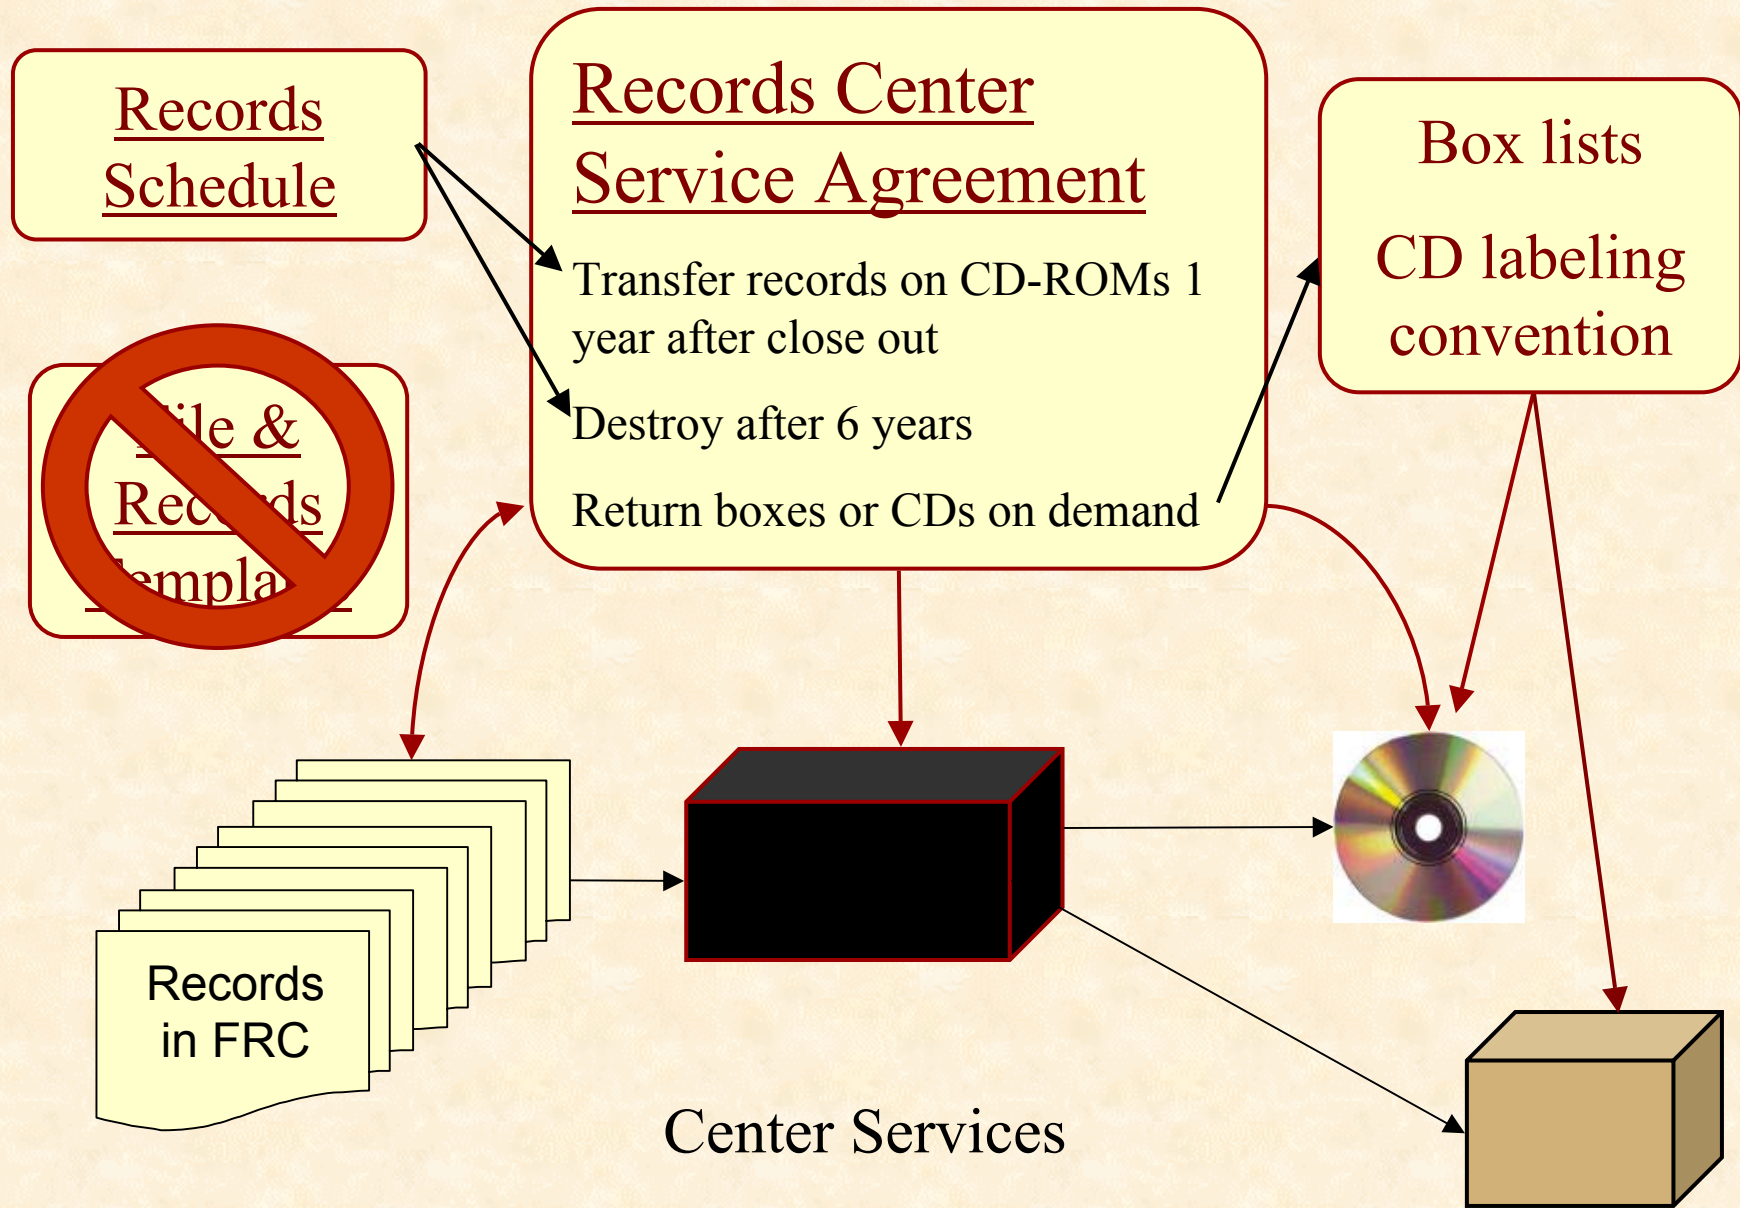 Records
Schedule
Records Center
Service Agreement
Transfer records on CD-ROMs 1
year after close out
Destroy after 6 years
Return boxes or CDs on demand
Box lists
CD labeling
convention
&
Records
Records
in FRC
Center Services